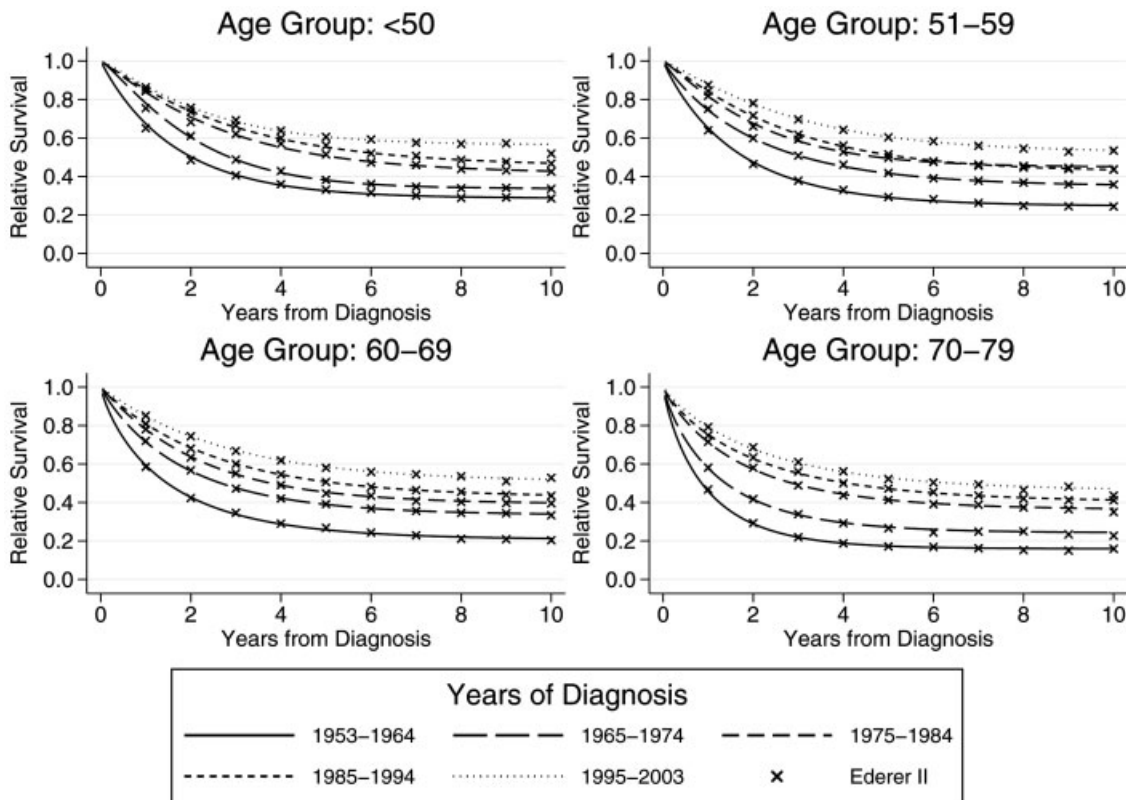 Age Group: <50
Relative Survival
1.0
0.8
0.6
0.4
0.2
0.0
0 2 4 6 8 10
Years from Diagnosis
Age Group: 51–59
Relative Survival
1.0
0.8
0.6
0.4
0.2
0.0
0 2 4 6 8 10
Years from Diagnosis
Age Group: 60–69
Relative Survival
1.0
0.8
0.6
0.4
0.2
0.0
0 2 4 6 8 10
Years from Diagnosis
Age Group: 70–79
Relative Survival
1.0
0.8
0.6
0.4
0.2
0.0
0 2 4 6 8 10
Years from Diagnosis
Years of Diagnosis
1953–1964 1965–1974 1975–1984
1985–1994 1995–2003 Ederer II